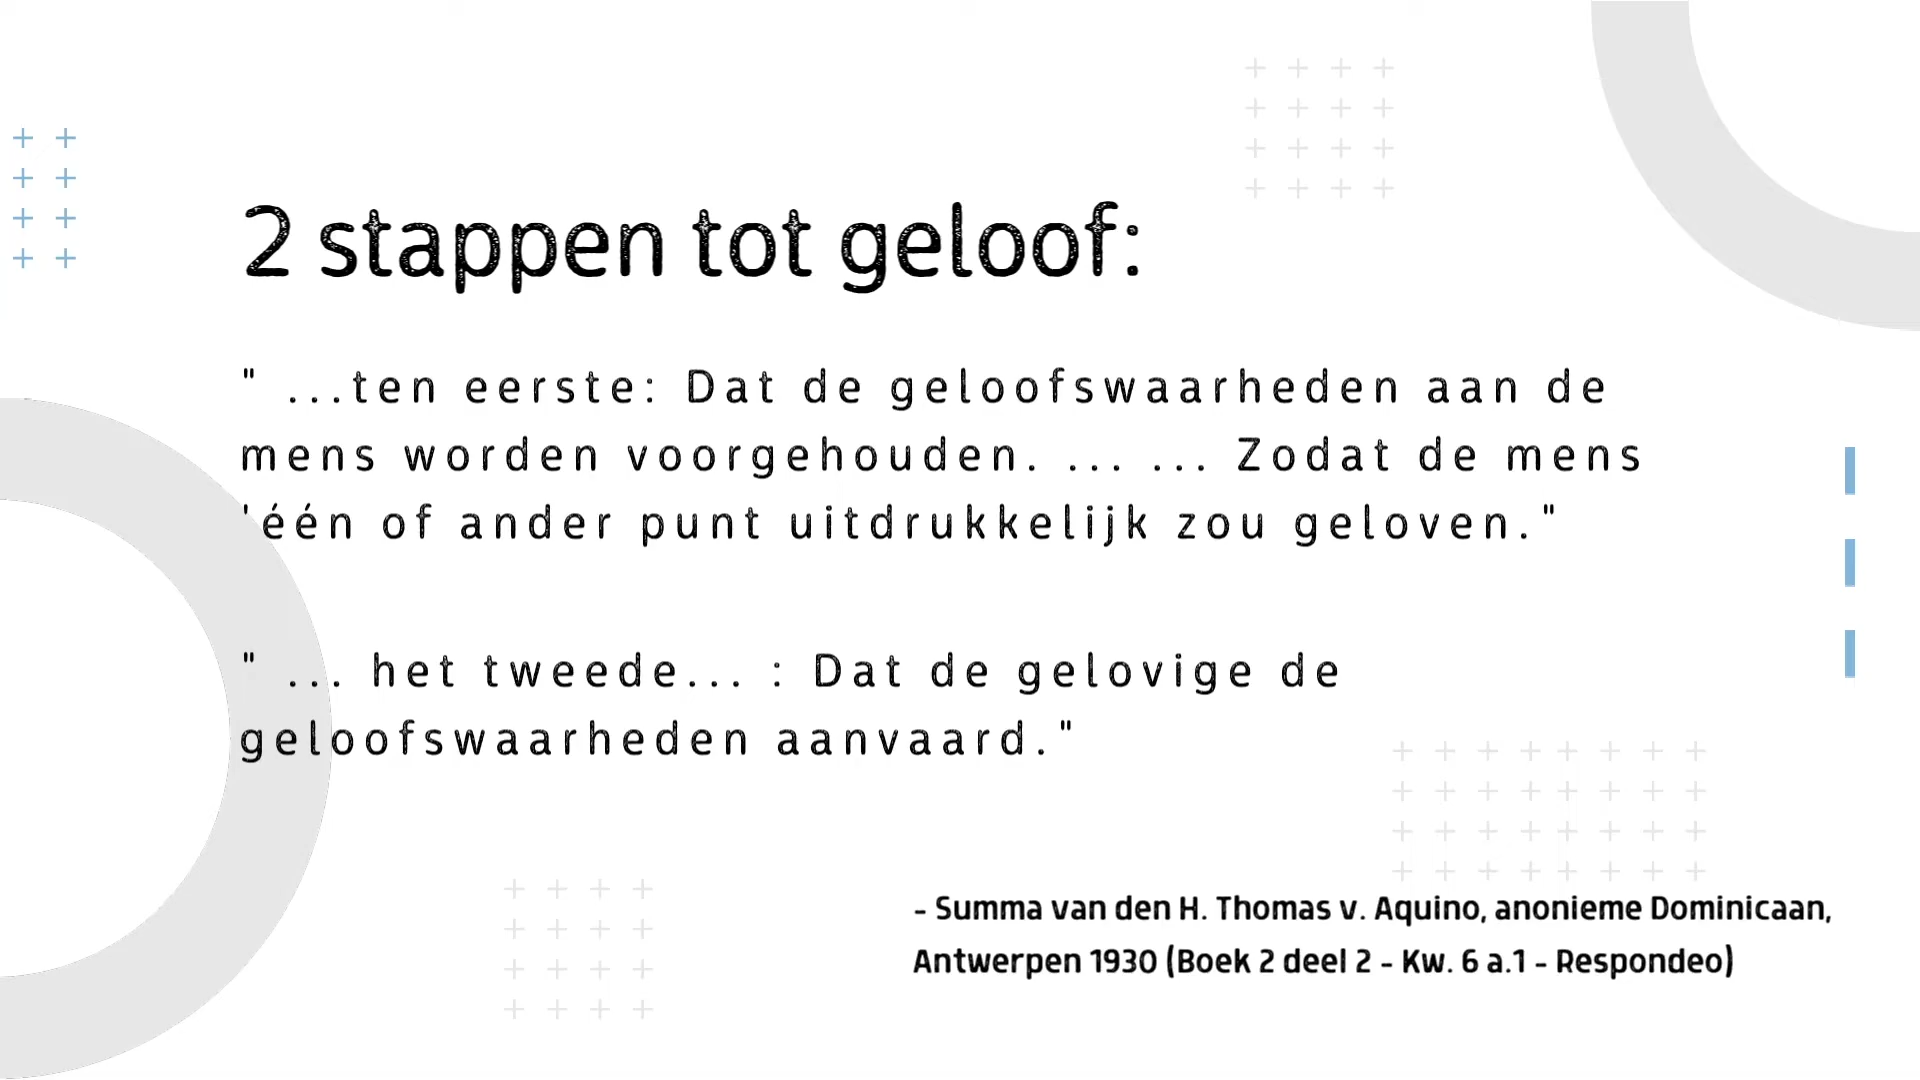 2 stappen tot geloof:
" ...ten eerste: Dat de geloofswaarheden aan de
mens worden voorgehouden. ... ... Zodat de mens
'één of ander punt uitdrukkelijk zou geloven."
" ... het tweede... : Dat de gelovige de
geloofswaarheden aanvaard."
- Summa van den H. Thomas v. Aquino, anonieme Dominicaan,
Antwerpen 1930 (Boek 2 deel 2 - Kw. 6 a.1 - Respondeo)